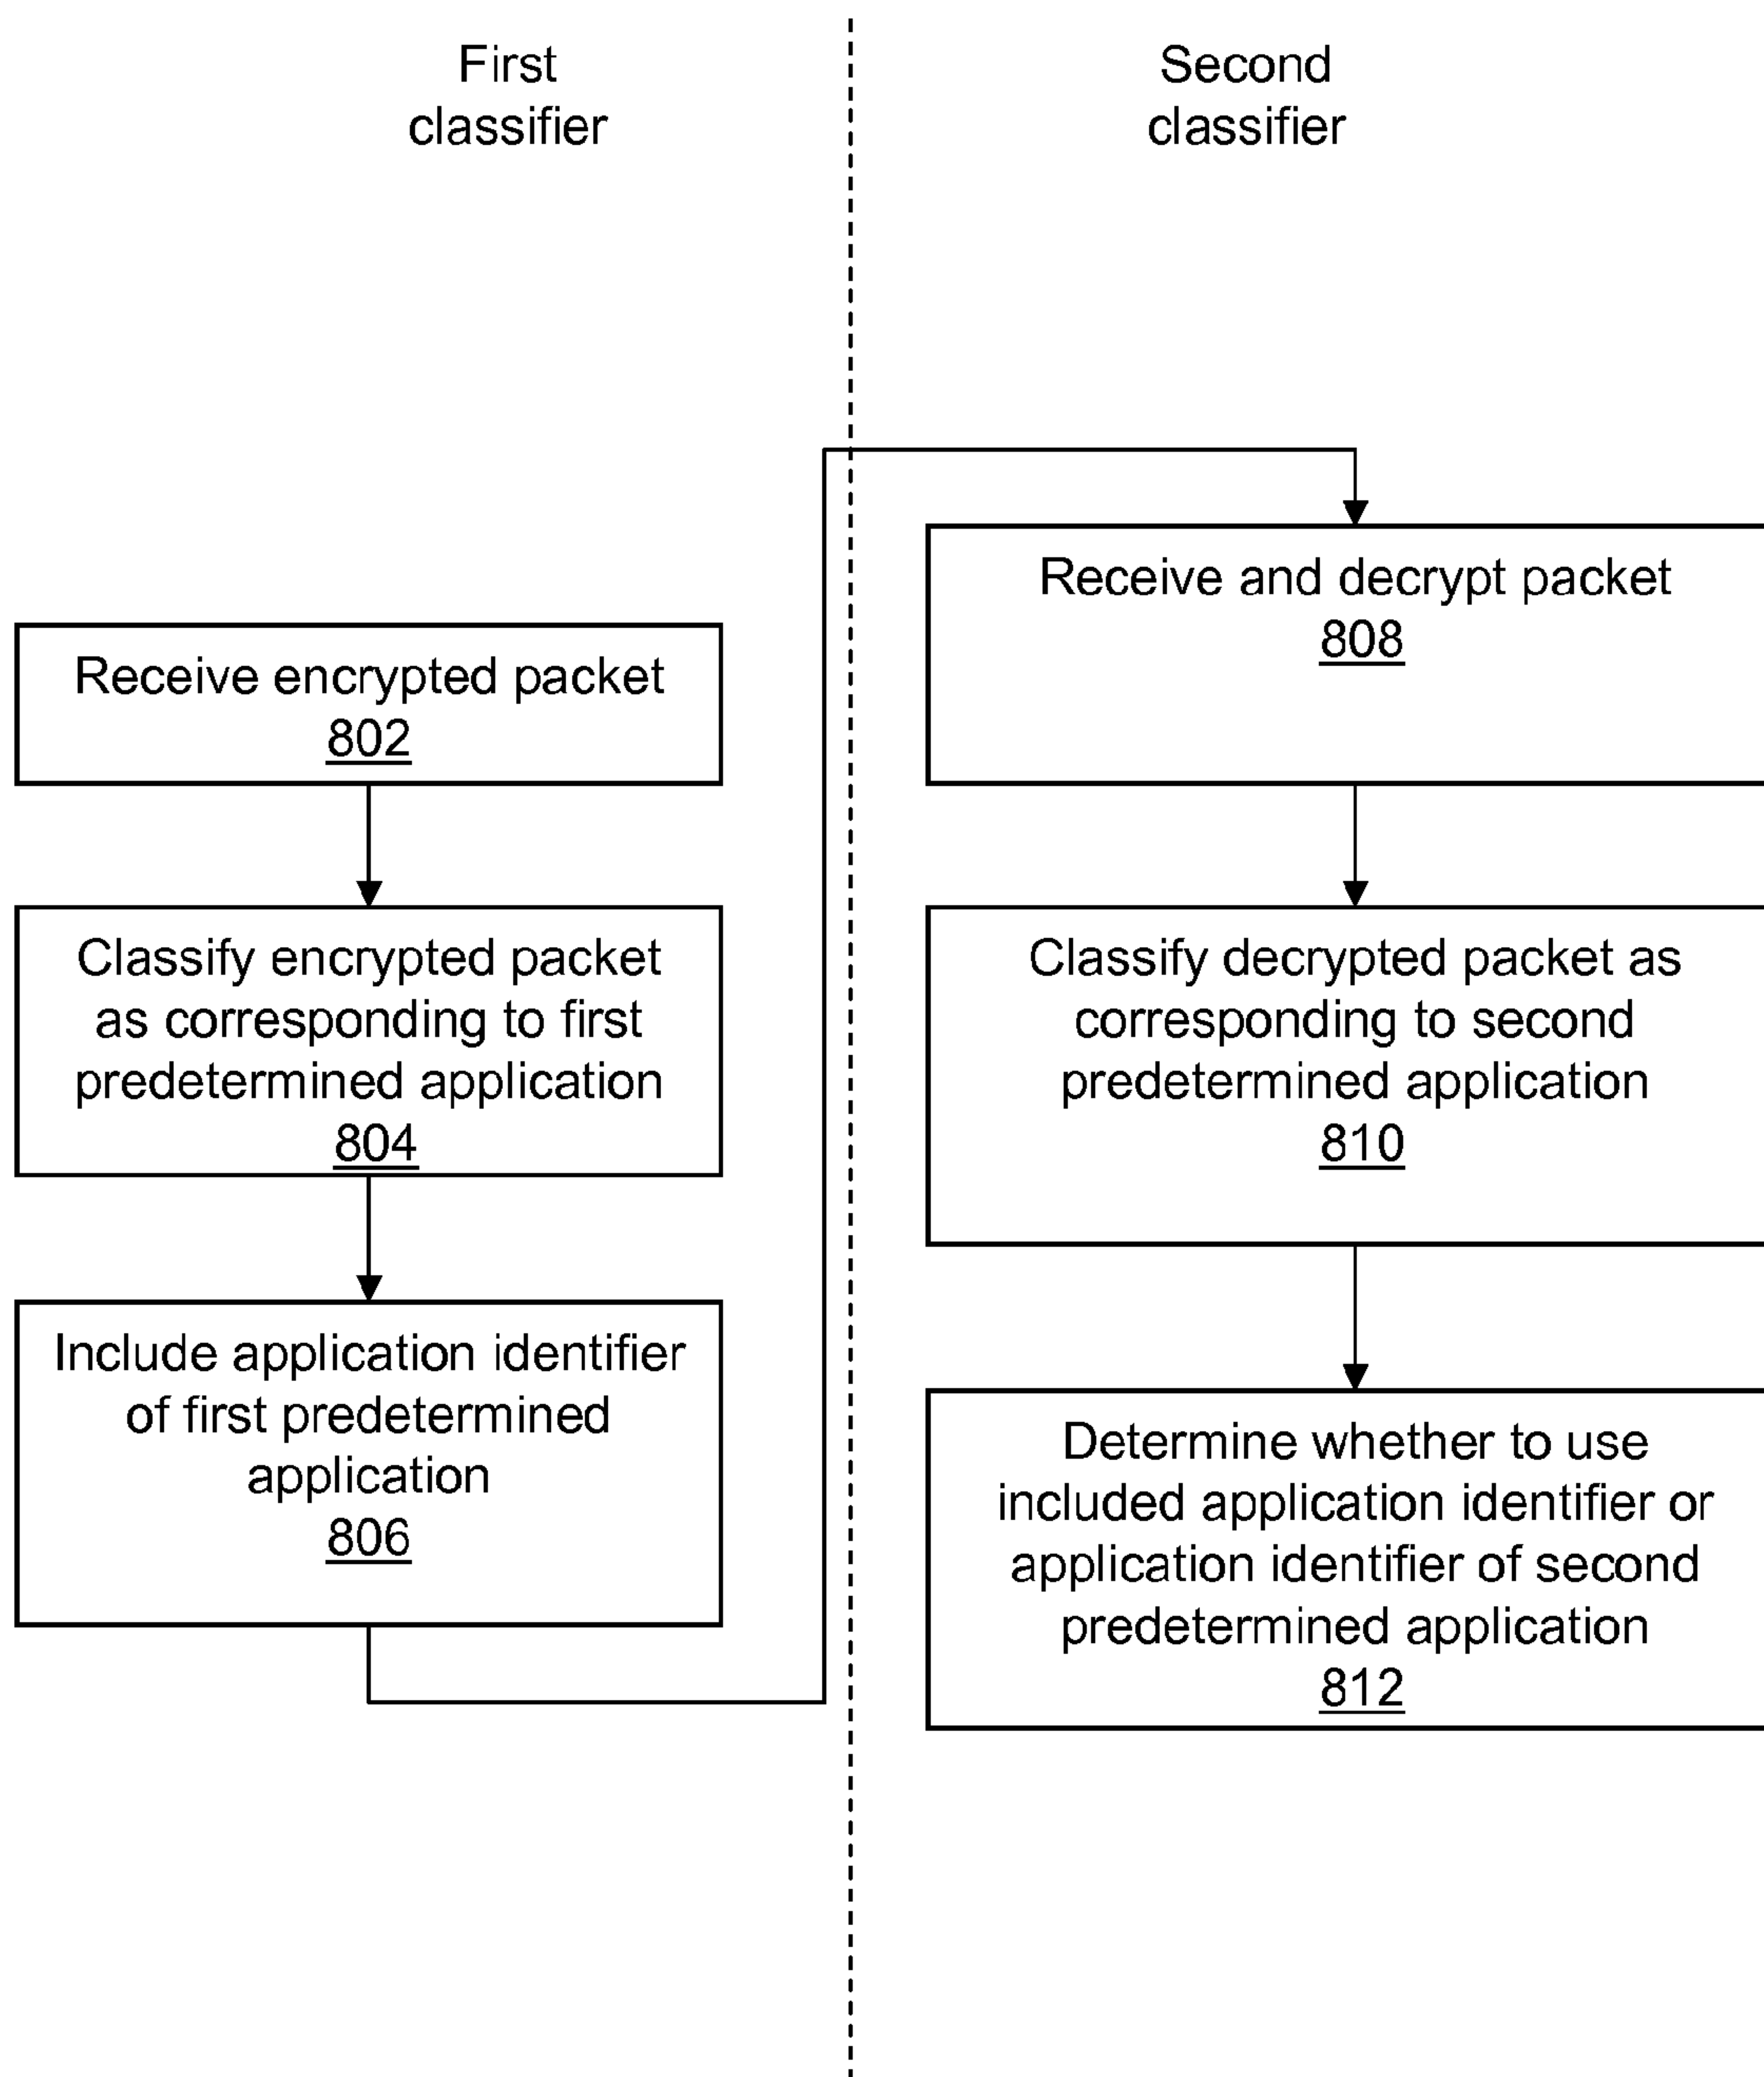 First
classifier
Second
classifier
Receive encrypted packet
802
Classify encrypted packet
as corresponding to first
predetermined application
804
Include application identifier
of first predetermined
application
806
Receive and decrypt packet
808
Classify decrypted packet as
corresponding to second
predetermined application
810
Determine whether to use
included application identifier or
application identifier of second
predetermined application
812